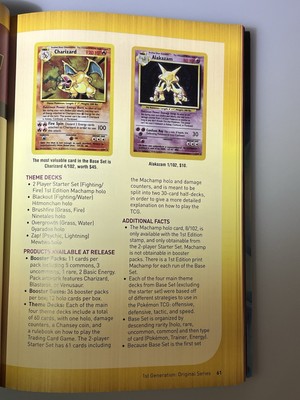 Charizard
Fire Spin
100
Alakazam
30
The most valuable card in the Base Set is
Charizard 4/102, worth $45.
Alakazam 1/102, $10.
THEME DECKS
• 2 Player Starter Set (Fighting/
Fire) 1st Edition Machamp holo
• Blackout (Fighting/Water)
Hitmonchan holo
• Brushfire (Grass, Fire)
Ninetales holo
• Overgrowth (Grass, Water)
Gyarados holo
• Zap! (Psychic, Lightning)
Mewtwo holo
PRODUCTS AVAILABLE AT RELEASE
• Booster Packs: 11 cards per
pack including 5 commons, 2
uncommons, 1 rare, 2 Basic Energy.
Pack artwork features Charizard,
Blastoise, or Venusaur
• Booster Boxes: 36 booster packs
per box, 12 holo cards per box.
• Theme Decks: Each of the main
four theme decks include a total
of 60 cards, with one holo, damage
counters, a Chansey coin, and
a rulebook on how to play the
Trading Card Game. The 2-player
Starter Set has 61 cards including
the Machamp holo and damage
counters, and is meant to be
split into two 30-card half-decks,
in order to give a more detailed
explanation on how to play the
TCG.
ADDITIONAL FACTS
• The Machamp holo card, 8/102, is
only available with the 1st Edition
stamp, and only obtainable from
the 2-player Starter Set. Machamp
is not obtainable in booster
packs. There is a 1st Edition print
Machamp for each run of the Base
Set.
• Each of the four main theme
decks from Base Set (excluding
the starter set) were based off
of different strategies to use in
the Pokémon TCG: offensive,
defensive, tactic, and speed.
• Base Set is organized by
descending rarity (holo, rare,
uncommon, common) and then type
of card (Pokémon, Trainer, Energy).
• Because Base Set is the first set
1st Generation: Original Series 41